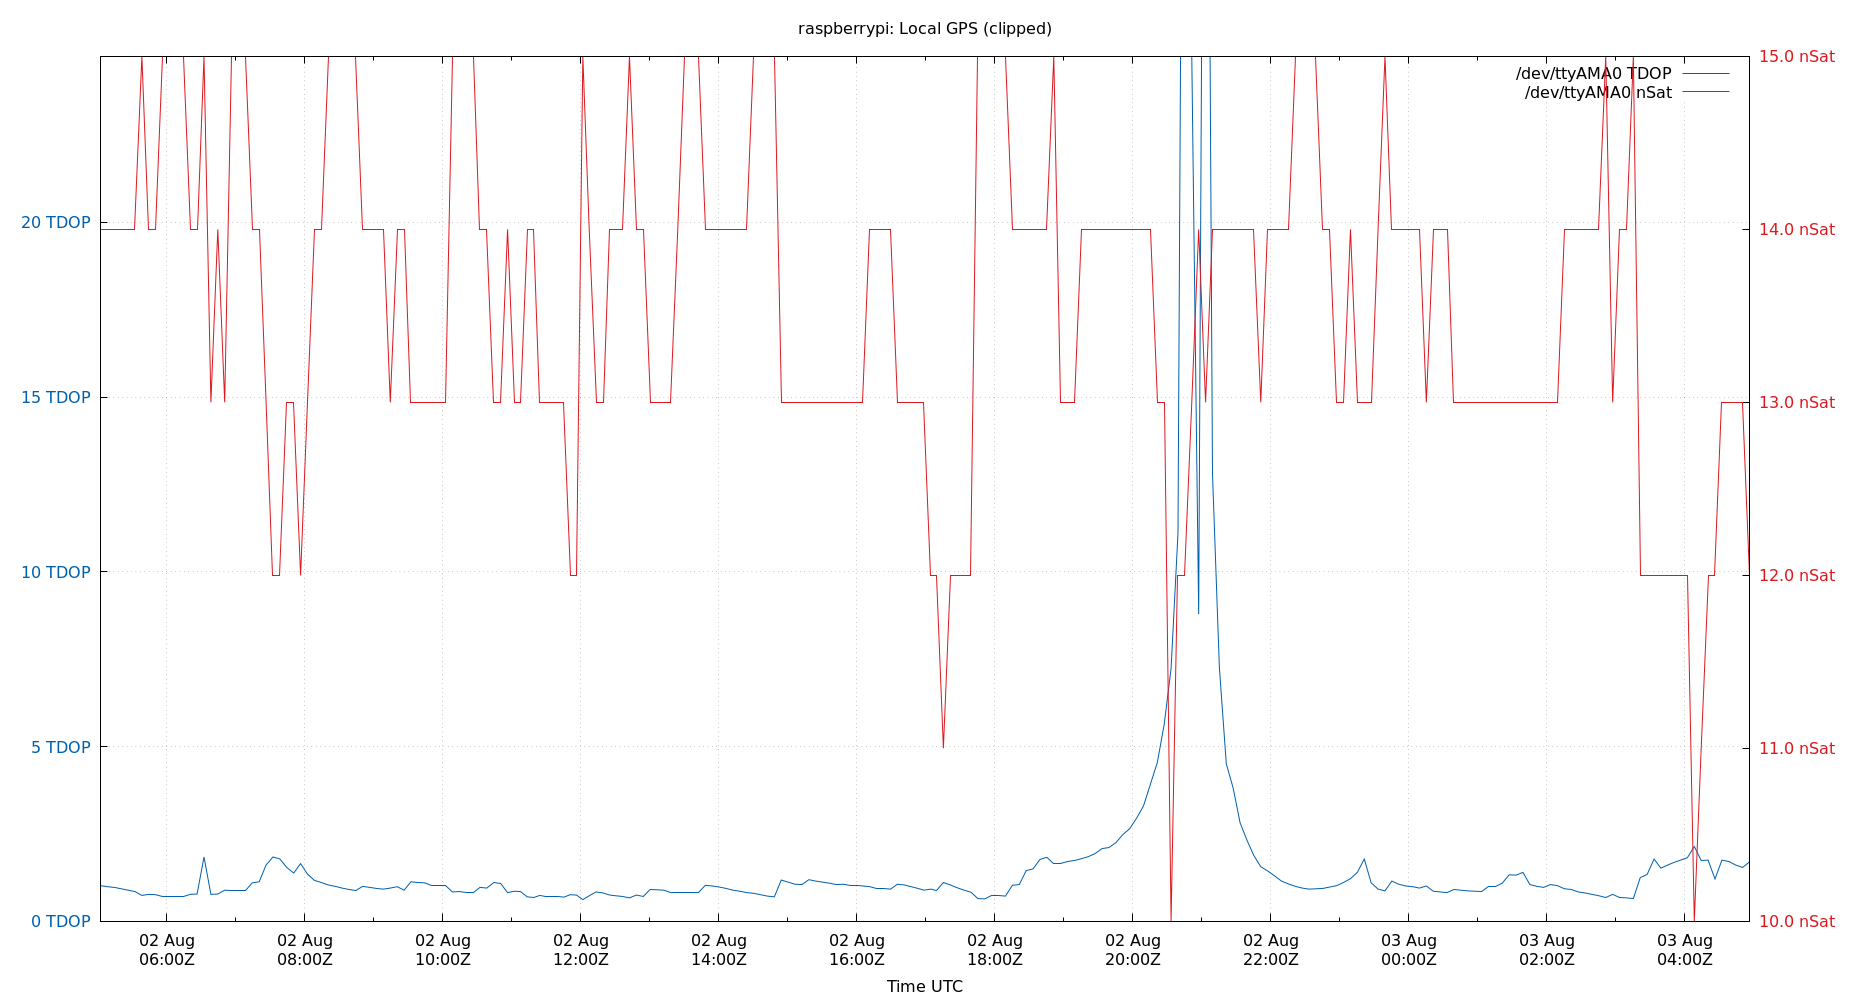 raspberrypi: Local GPS (clipped)
/dev/ttyAMA0 TDOP
/dev/ttyAMA0 nSat
20 TDOP
15 TDOP
10 TDOP
5 TDOP
0 TDOP
15.0 nSat
14.0 nSat
13.0 nSat
12.0 nSat
11.0 nSat
10.0 nSat
02 Aug 02 Aug 02 Aug 02 Aug 02 Aug 02 Aug 02 Aug 02 Aug 02 Aug 03 Aug 03 Aug 03 Aug
06:00Z 08:00Z 10:00Z 12:00Z 14:00Z 16:00Z 18:00Z 20:00Z 22:00Z 00:00Z 02:00Z 04:00Z
Time UTC